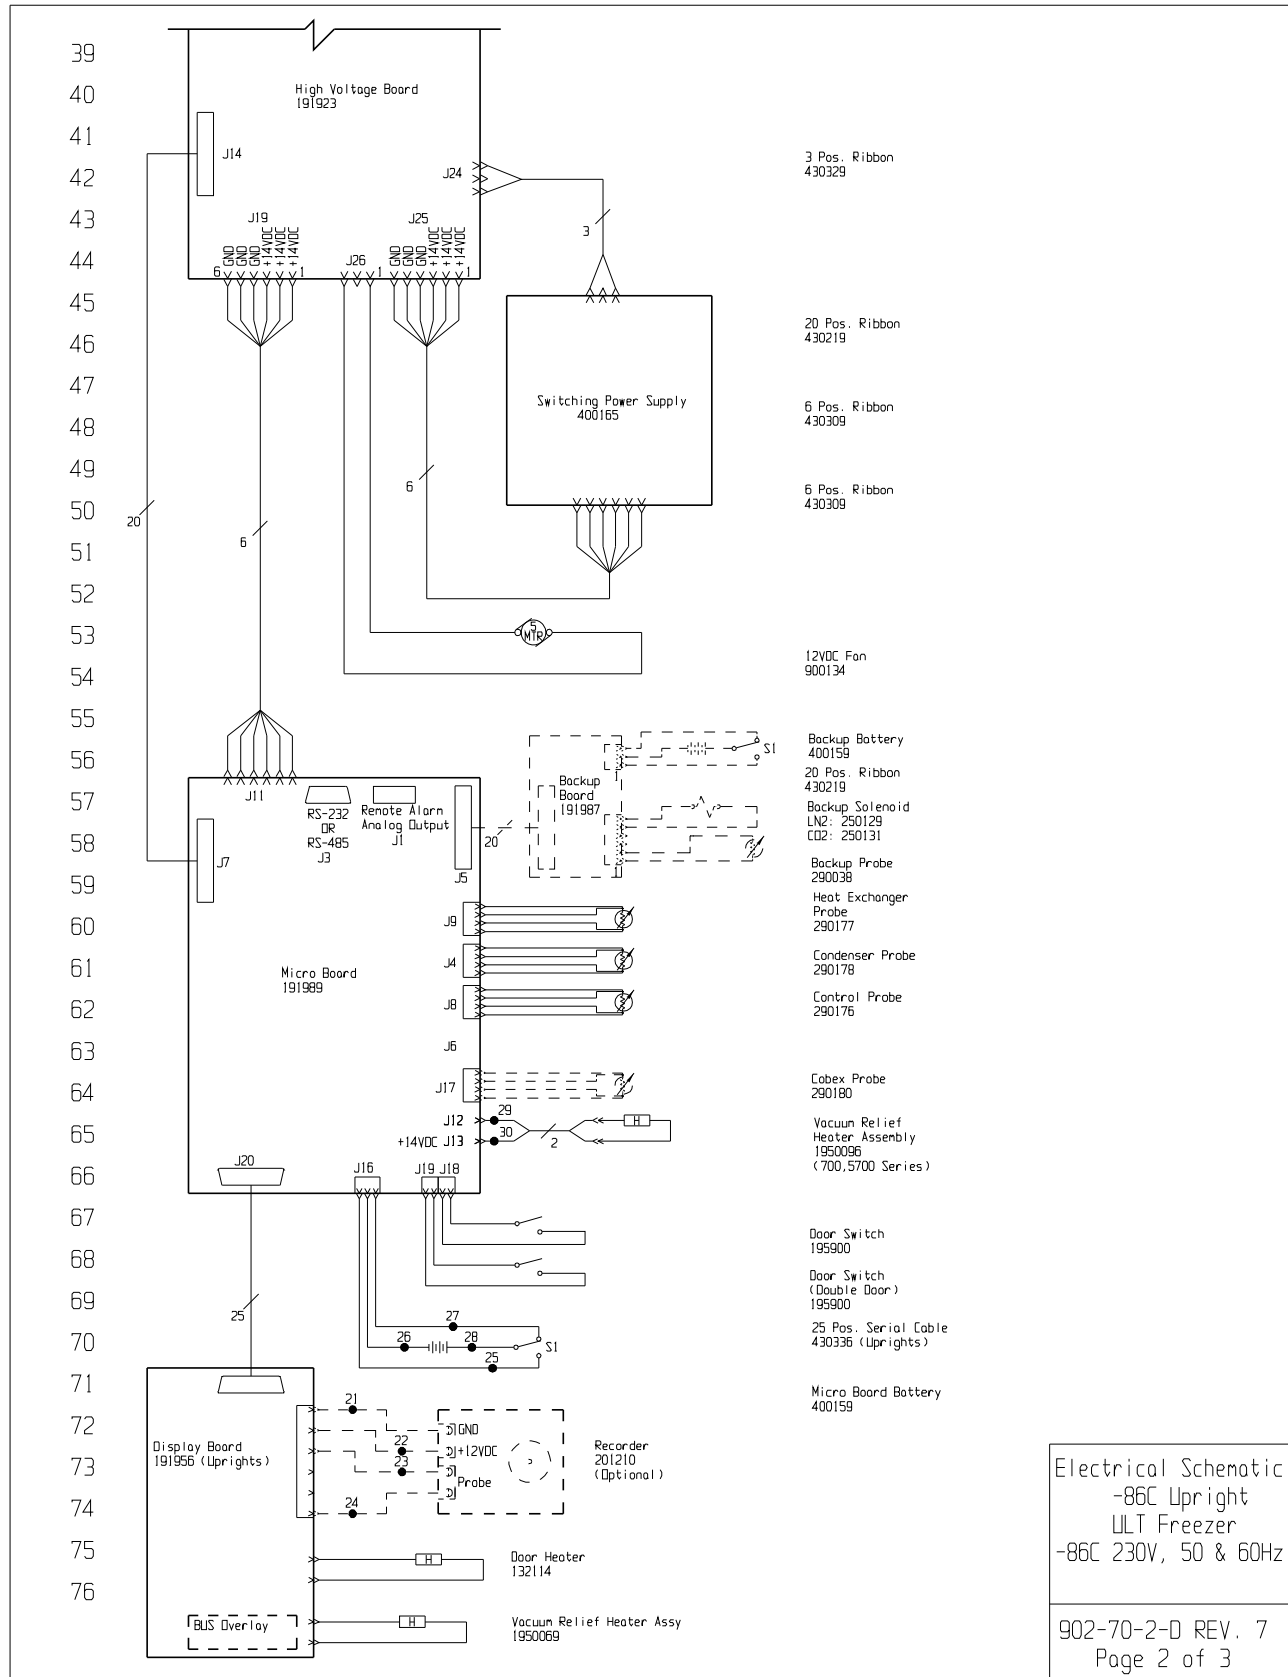 39
40
41
42
43
44
45
46
47
48
49
50
51
52
53
54
55
56
57
58
59
60
61
62
63
64
65
66
67
68
69
70
71
72
73
74
75
76
High Voltage Board
191923
J14
J24
J19
GND
GND
GND
+14VDC
+14VDC
+14VDC
6
1
J26
1
J25
GND
GND
GND
+14VDC
+14VDC
+14VDC
1
3
Switching Power Supply
400165
20
6
6
5
MTR
3 Pos. Ribbon
430329
20 Pos. Ribbon
430219
6 Pos. Ribbon
430309
6 Pos. Ribbon
430309
12VDC Fan
900134
J11
RS-232
OR
RS-485
J3
Remote Alarm
Analog Output
J1
J5
J7
20
Backup
Board
191987
1
1
S1
Backup Battery
400159
20 Pos. Ribbon
430219
Backup Solenoid
LN2: 250129
CO2: 250131
Backup Probe
290038
Heat Exchanger
Probe
290177
Condenser Probe
290178
Control Probe
290176
Cobex Probe
290180
Vacuum Relief
Heater Assembly
1950096
(700,5700 Series)
Micro Board
191989
J9
J4
J8
J6
J17
J12
29
+14VDC J13
30
2
H
J20
J16
J19
J18
Door Switch
195900
Door Switch
(Double Door)
195900
25 Pos. Serial Cable
430336 (Uprights)
Micro Board Battery
400159
25
27
26
28
25
S1
Display Board
191956 (Uprights)
21
22
23
24
GND
+12VDC
Probe
Recorder
201210
(Optional)
H
Door Heater
132114
BUS Overlay
H
Vacuum Relief Heater Assy
1950069
Electrical Schematic
-86C Upright
ULT Freezer
-86C 230V, 50 & 60Hz
902-70-2-D REV. 7
Page 2 of 3